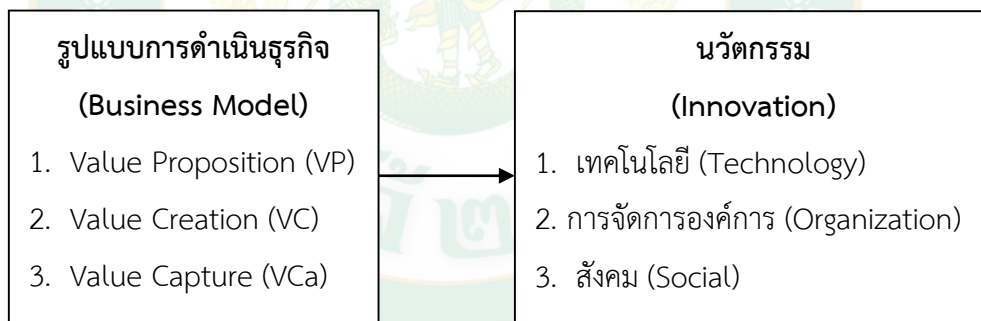 รูปแบบการดำเนินธุรกิจ
(Business Model)
1. Value Proposition (VP)
2. Value Creation (VC)
3. Value Capture (VCa)
นวัตกรรม
(Innovation)
1. เทคโนโลยี (Technology)
2. การจัดการองค์การ (Organization)
3. สังคม (Social)